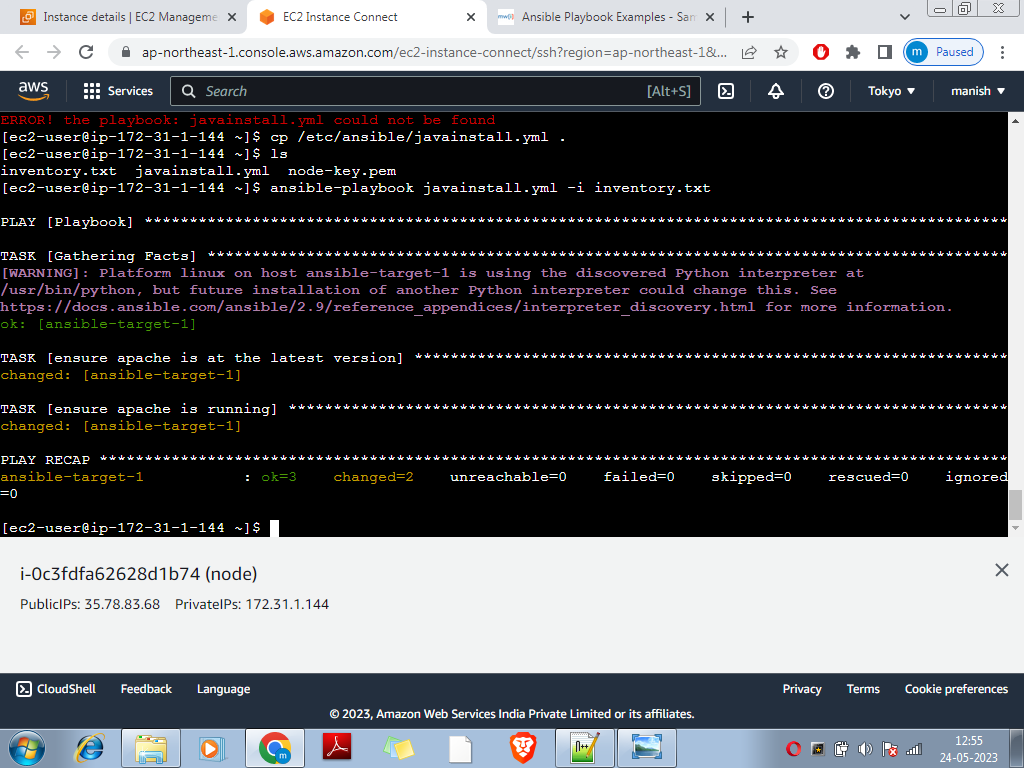 Instance details | EC2 Manageme
EC2 Instance Connect
Ansible Playbook Examples - Sam
ap-northeast-1.console.aws.amazon.com/ec2-instance-connect/ssh?region=ap-northeast-1&...
m Paused
aws
Services
Search
[Alt+S]
Tokyo
manish
ERROR! the playbook: javainstall.yml could not be found
[ec2-user@ip-172-31-1-144 ~]$ cp /etc/ansible/javainstall.yml .
[ec2-user@ip-172-31-1-144 ~]$ ls
inventory.txt  javainstall.yml  node-key.pem
[ec2-user@ip-172-31-1-144 ~]$ ansible-playbook javainstall.yml -i inventory.txt
PLAY [Playbook] ************************************************************************************************
TASK [Gathering Facts] *****************************************************************************************
[WARNING]: Platform linux on host ansible-target-1 is using the discovered Python interpreter at
/usr/bin/python, but future installation of another Python interpreter could change this. See
https://docs.ansible.com/ansible/2.9/reference_appendices/interpreter_discovery.html for more information.
ok: [ansible-target-1]
TASK [ensure apache is at the latest version] ******************************************************************
changed: [ansible-target-1]
TASK [ensure apache is running] ********************************************************************************
changed: [ansible-target-1]
PLAY RECAP *****************************************************************************************************
ansible-target-1           : ok=3    changed=2    unreachable=0    failed=0    skipped=0    rescued=0    ignored
=0
[ec2-user@ip-172-31-1-144 ~]$
i-0c3fdfa62628d1b74 (node)
PublicIPs: 35.78.83.68 PrivateIPs: 172.31.1.144
CloudShell
Feedback
Language
Privacy
Terms
Cookie preferences
© 2023, Amazon Web Services India Private Limited or its affiliates.
12:55
24-05-2023